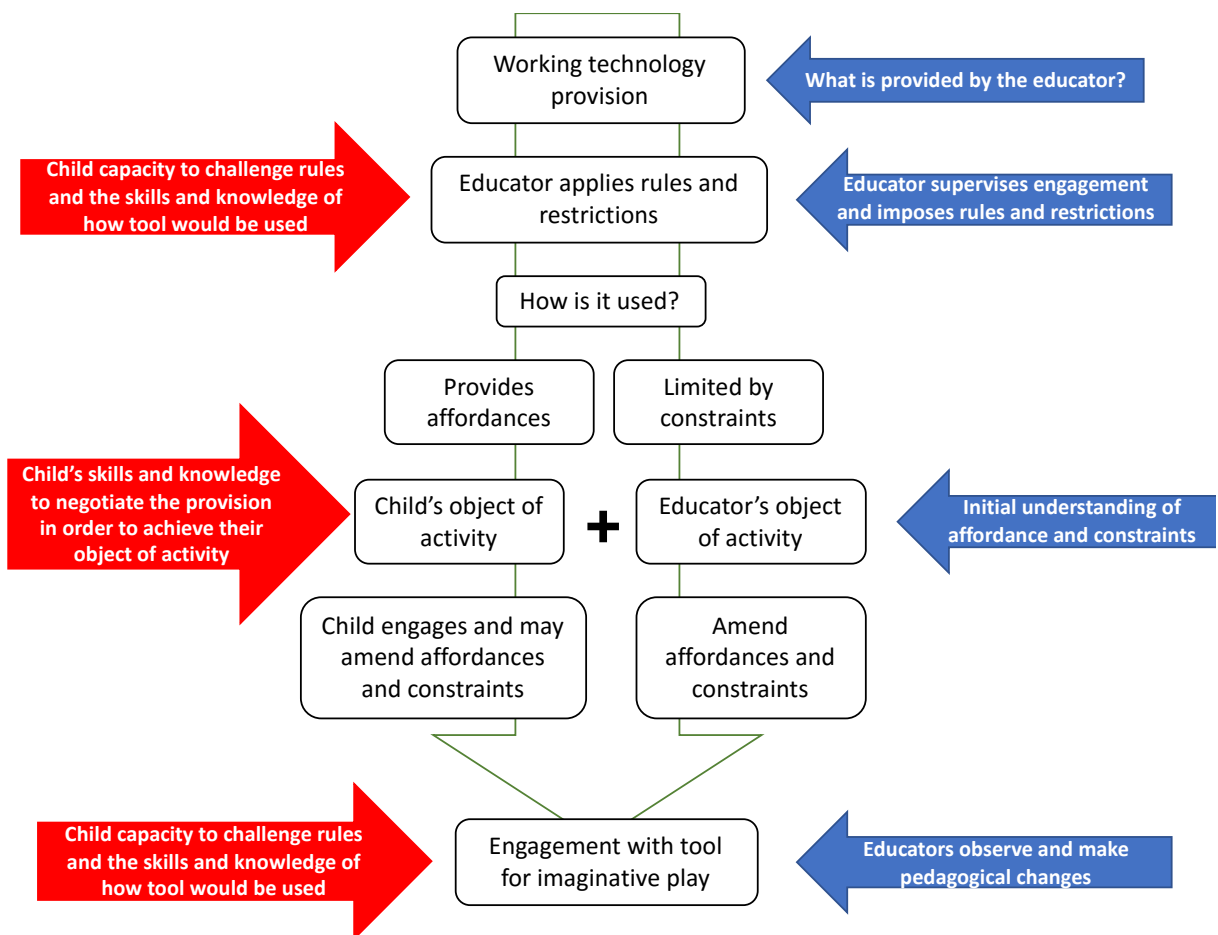 Working technology
provision
What is provided by the educator?
Child capacity to challenge rules
and the skills and knowledge of
how tool would be used
Educator applies rules and
restrictions
Educator supervises engagement
and imposes rules and restrictions
How is it used?
Provides
affordances
Limited by
constraints
Child’s skills and knowledge
to negotiate the provision
in order to achieve their
object of activity
Child’s object of
activity
+
Educator’s object
of activity
Initial understanding of
affordance and constraints
Child engages and may
amend affordances
and constraints
Amend
affordances and
constraints
Child capacity to challenge rules
and the skills and knowledge of
how tool would be used
Engagement with tool
for imaginative play
Educators observe and make
pedagogical changes